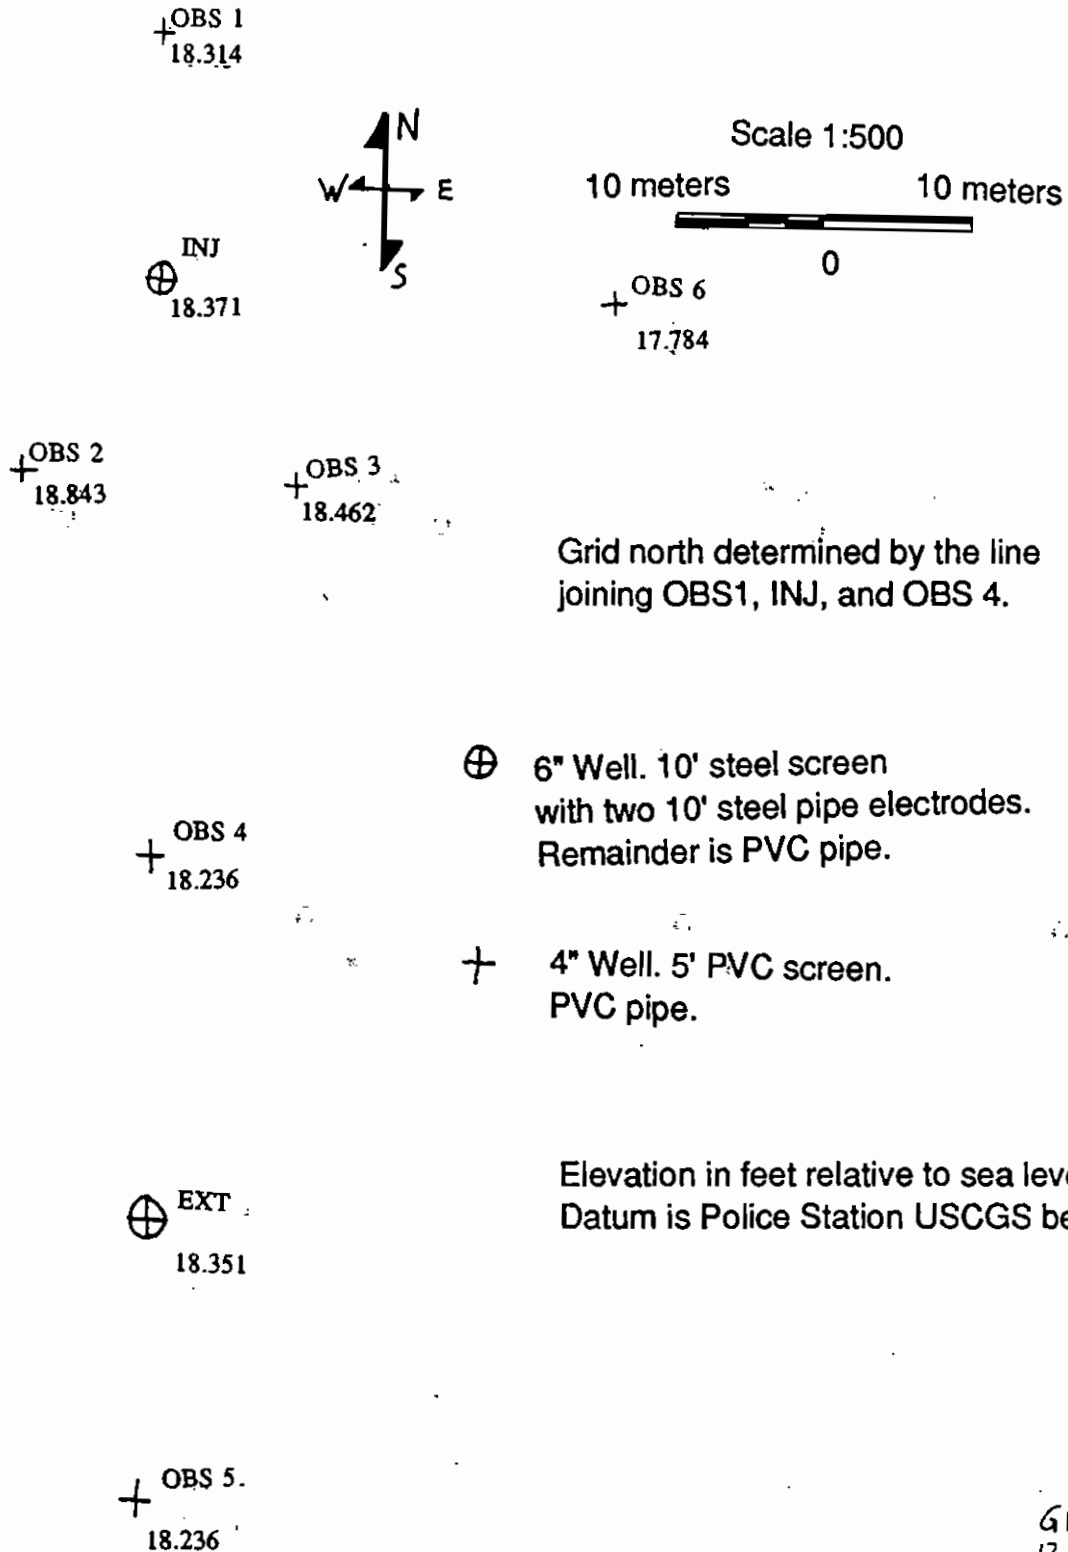 OBS 1
18.314
N
W E
S
Scale 1:500
10 meters 10 meters
0
INJ
18.371
OBS 6
17.784
OBS 2
18.843
OBS 3
18.462
Grid north determined by the line
joining OBS1, INJ, and OBS 4.
6" Well. 10' steel screen
with two 10' steel pipe electrodes.
Remainder is PVC pipe.
OBS 4
18.236
4" Well. 5' PVC screen.
PVC pipe.
EXT
18.351
Elevation in feet relative to sea
Datum is Police Station USCGS
OBS 5.
18.236